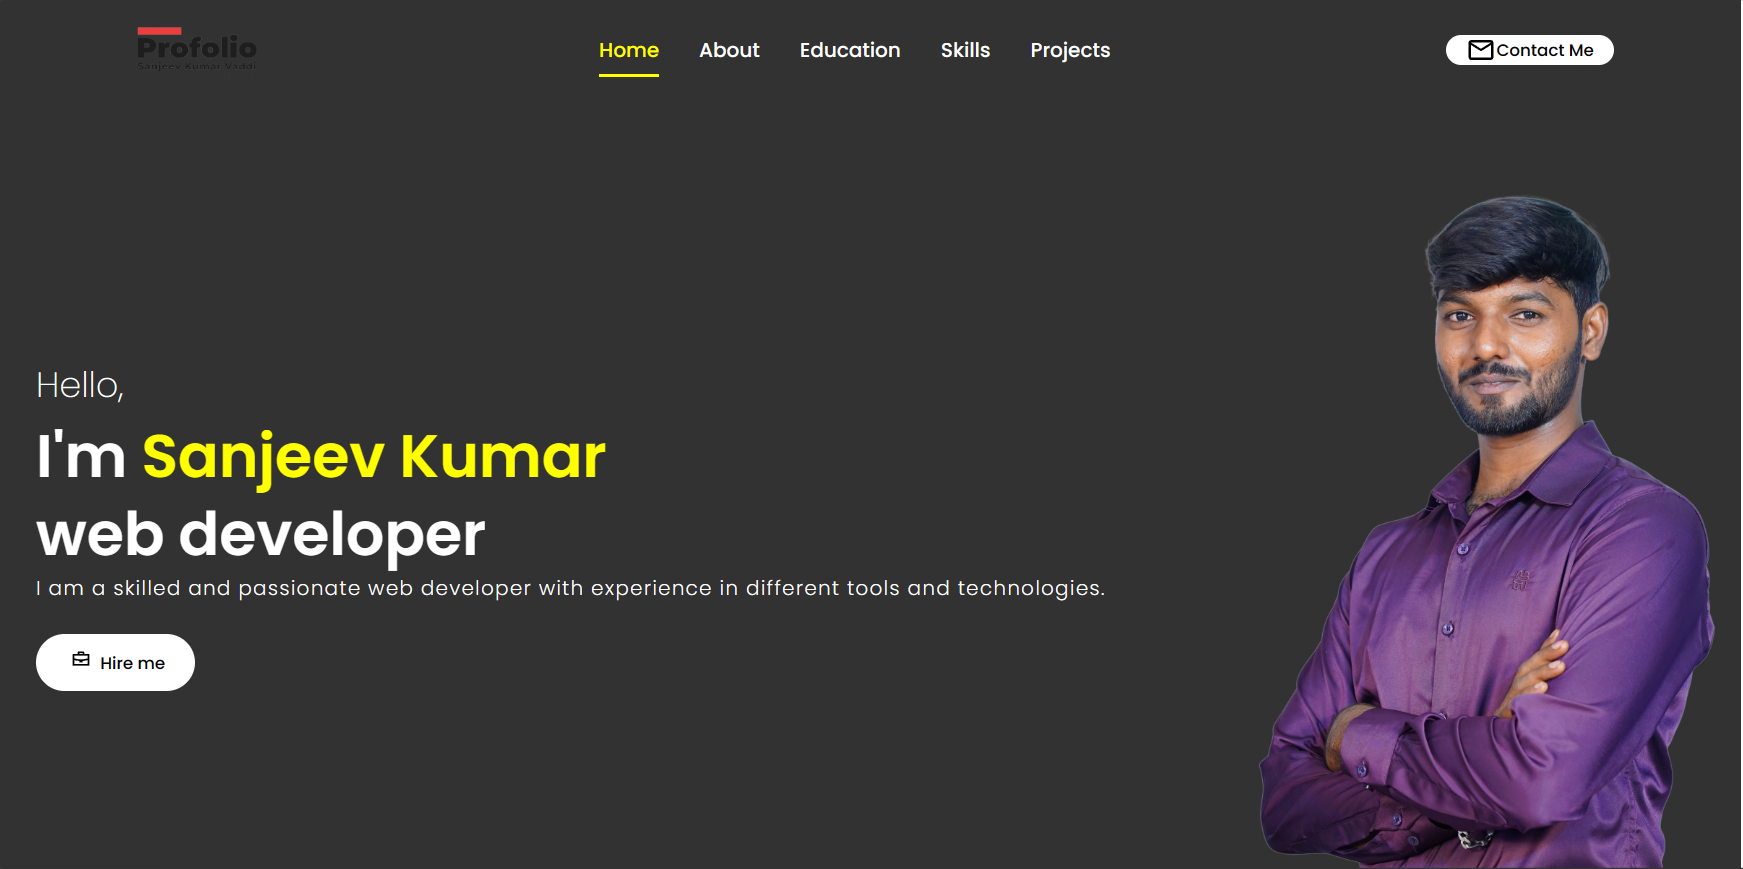 Profolio
Sanjeev Kumar Vaddi
Home About Education Skills Projects
Contact Me
Hello,
I'm Sanjeev Kumar
web developer
I am a skilled and passionate web developer with experience in different tools and technologies.
Hire me